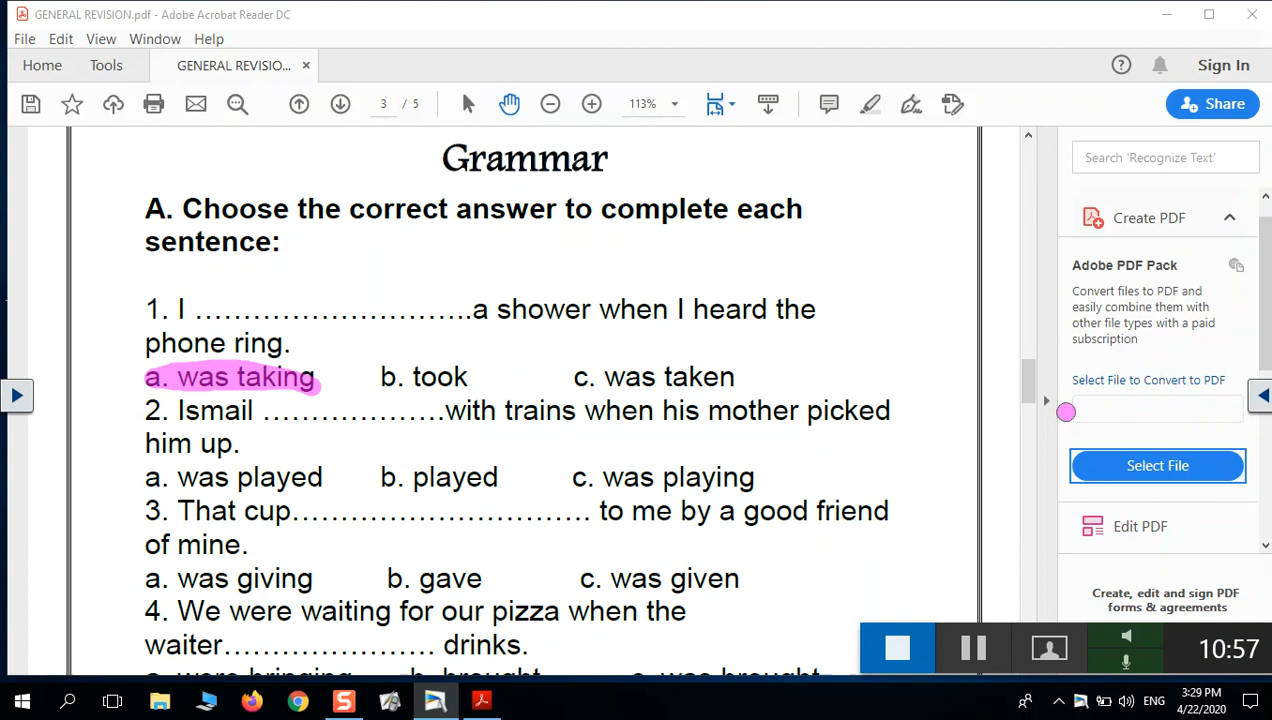 GENERAL REVISION.pdf - Adobe Acrobat Reader DC
File Edit View Window Help
Home Tools GENERAL REVISIO... ×
Sign In
3 / 5
113%
Share
Grammar
A. Choose the correct answer to complete each
sentence:
1. I ………………………..a shower when I heard the
phone ring.
a. was taking b. took c. was taken
2. Ismail ………………….with trains when his mother picked
him up.
a. was played b. played c. was playing
3. That cup…………………………. to me by a good friend
of mine.
a. was giving b. gave c. was given
4. We were waiting for our pizza when the
waiter………………….. drinks.
a. were bringing b. brought c. was brought
Search 'Recognize Text'
Create PDF
Adobe PDF Pack
Convert files to PDF and
easily combine them with
other file types with a paid
subscription
Select File to Convert to PDF
Select File
Edit PDF
Create, edit and sign PDF
forms & agreements
10:57
ENG
3:29 PM
4/22/2020